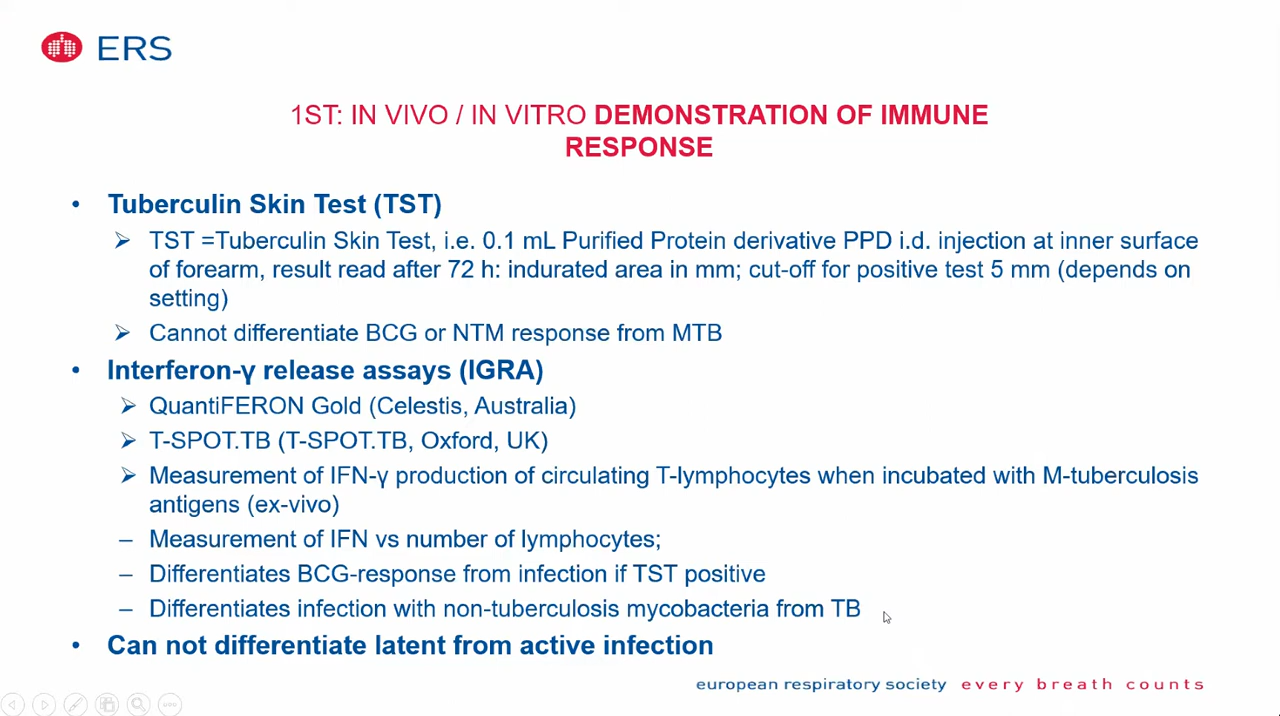 ERS
1ST: IN VIVO / IN VITRO DEMONSTRATION OF IMMUNE
RESPONSE
• Tuberculin Skin Test (TST)
➢ TST =Tuberculin Skin Test, i.e. 0.1 mL Purified Protein derivative PPD i.d. injection at inner surface
of forearm, result read after 72 h: indurated area in mm; cut-off for positive test 5 mm (depends on
setting)
➢ Cannot differentiate BCG or NTM response from MTB
• Interferon-γ release assays (IGRA)
➢ QuantiFERON Gold (Celestis, Australia)
➢ T-SPOT.TB (T-SPOT.TB, Oxford, UK)
➢ Measurement of IFN-γ production of circulating T-lymphocytes when incubated with M-tuberculosis
antigens (ex-vivo)
– Measurement of IFN vs number of lymphocytes;
– Differentiates BCG-response from infection if TST positive
– Differentiates infection with non-tuberculosis mycobacteria from TB
• Can not differentiate latent from active infection
european respiratory society every breath counts